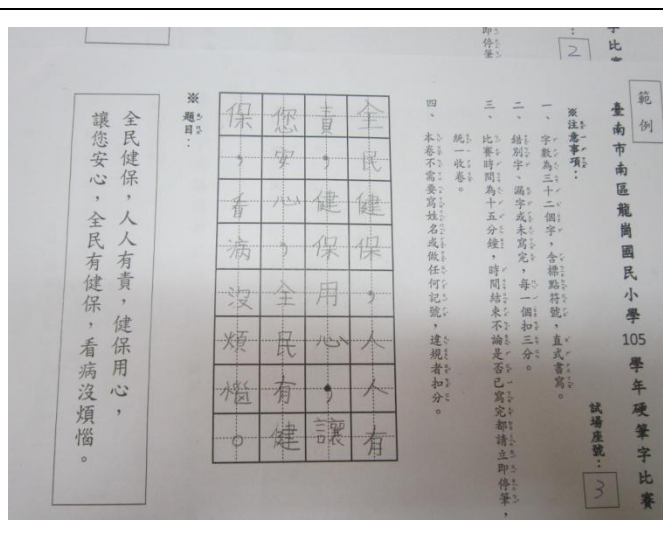 範例
臺南市南區龍崗國民小學 105 學年硬筆字比賽
試場座號：3
※注意事項：
一、字數為三十二個字，含標點符號，直式書寫。
二、錯別字、漏字或未寫完，每一個扣三分。
三、比賽時間為十五分鐘，時間結束不論是否已寫完都請立即停筆，
統一收卷。
四、本卷不需要寫姓名或做任何記號，違規者扣分。
全民健保，人人有
責，健保用心，讓
您安心，全民有健
保，看病沒煩惱。
※題目：
全民健保，人人有責，健保用心，
讓您安心，全民有健保，看病沒煩惱。
字比賽
：2
即停筆